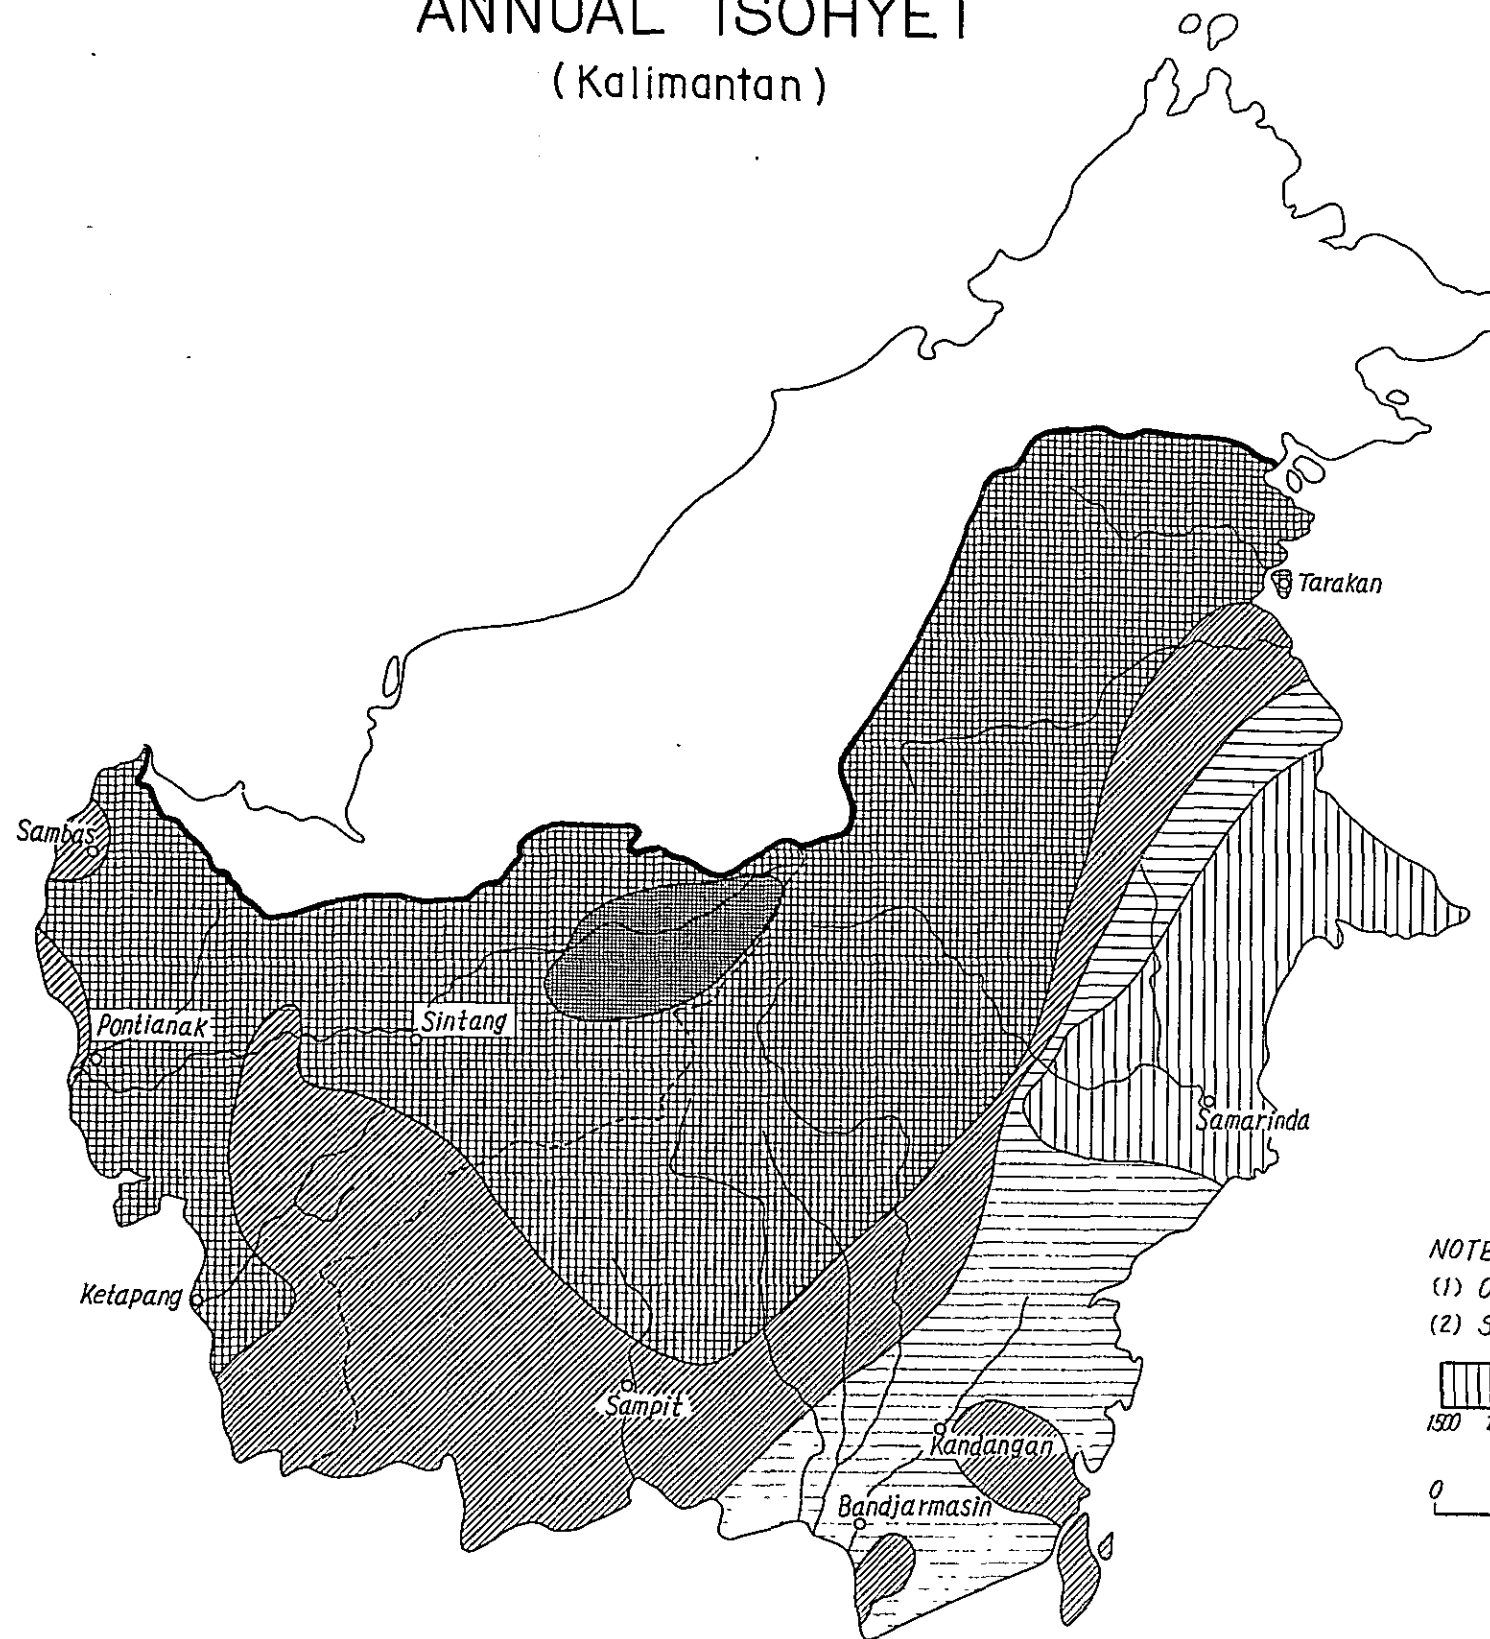 ANNUAL ISOHYET
(Kalimantan)
Tarakan
Sambas
Pontianak
Sintang
Samarinda
Ketapang
NOTE
(1)
(2)
Sampit
1500
Kandangan
Bandjarmasin
0